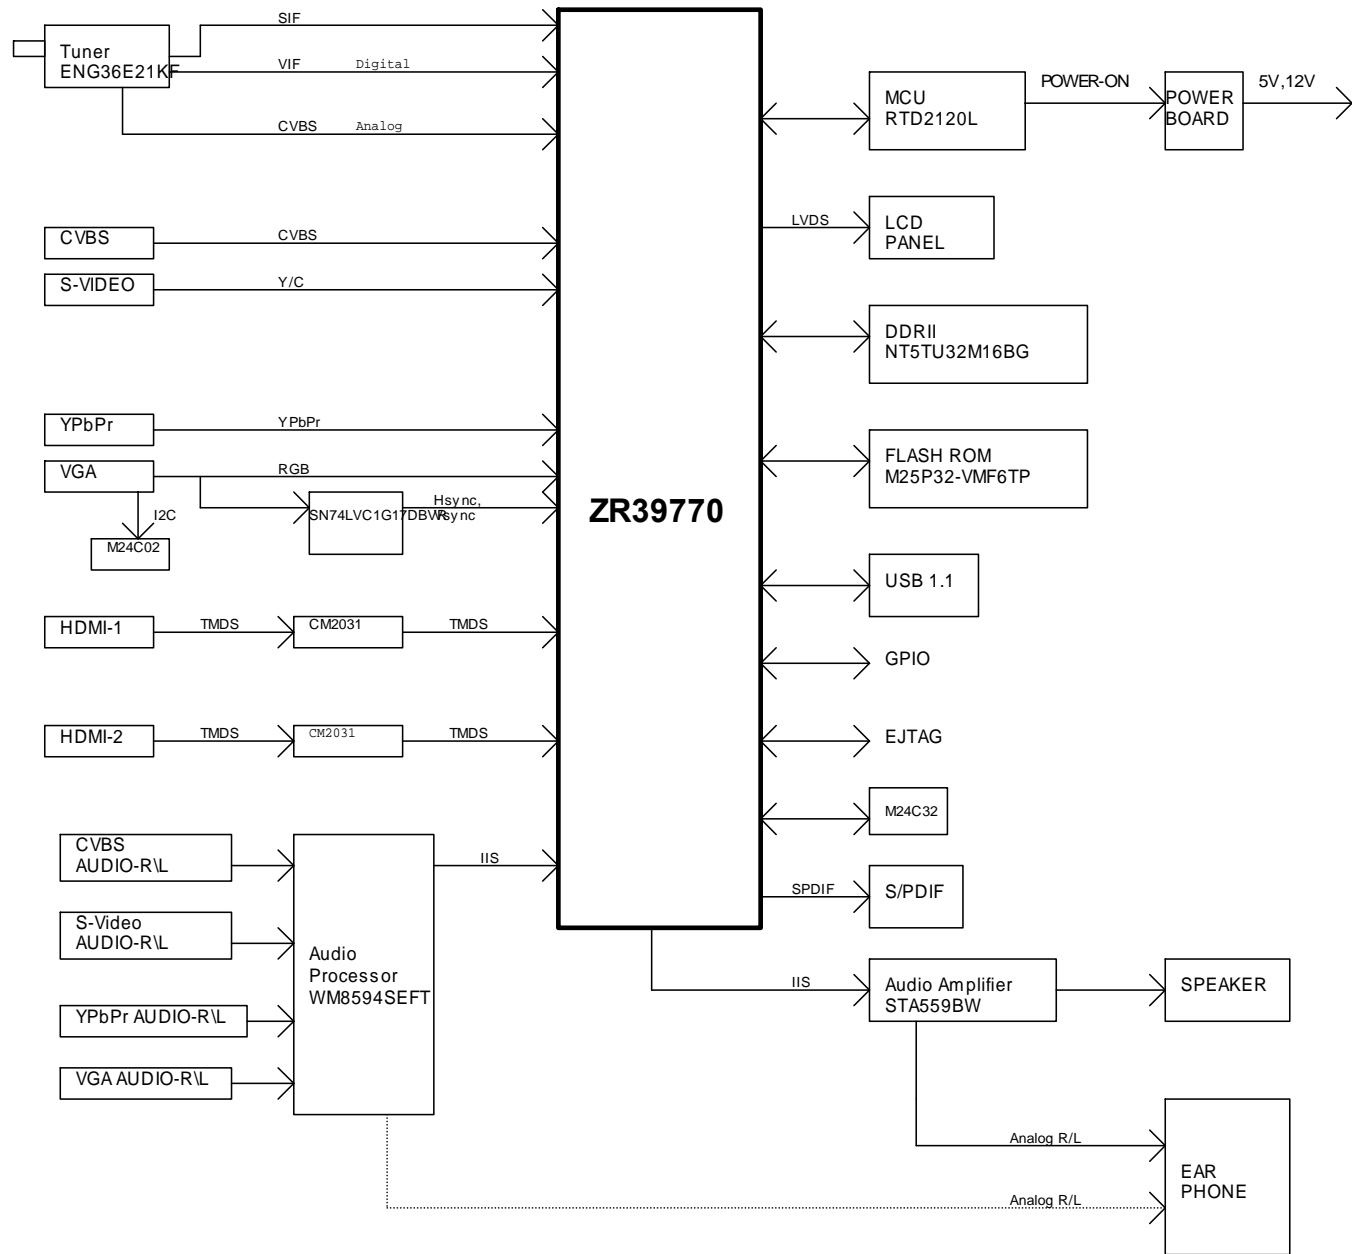 SIF
Tuner
ENG36E21KF
VIF
Digital
CVBS
Analog
CVBS
CVBS
S-VIDEO
Y/C
YPbPr
YPbPr
VGA
RGB
I2C
M24C02
SN74LVC1G17DBVR
Hsync,
Vsync
HDMI-1
TMDS
CM2031
TMDS
HDMI-2
TMDS
CM2031
TMDS
CVBS
AUDIO-R\L
S-Video
AUDIO-R\L
YPbPr AUDIO-R\L
VGA AUDIO-R\L
Audio
Processor
WM8594SEFT
IIS
ZR39770
MCU
RTD2120L
POWER-ON
POWER
BOARD
5V,12V
LVDS
LCD
PANEL
DDRII
NT5TU32M16BG
FLASH ROM
M25P32-VMF6TP
USB 1.1
GPIO
EJTAG
M24C32
SPDIF
S/PDIF
IIS
Audio Amplifier
STA559BW
SPEAKER
Analog R/L
Analog R/L
EAR
PHONE